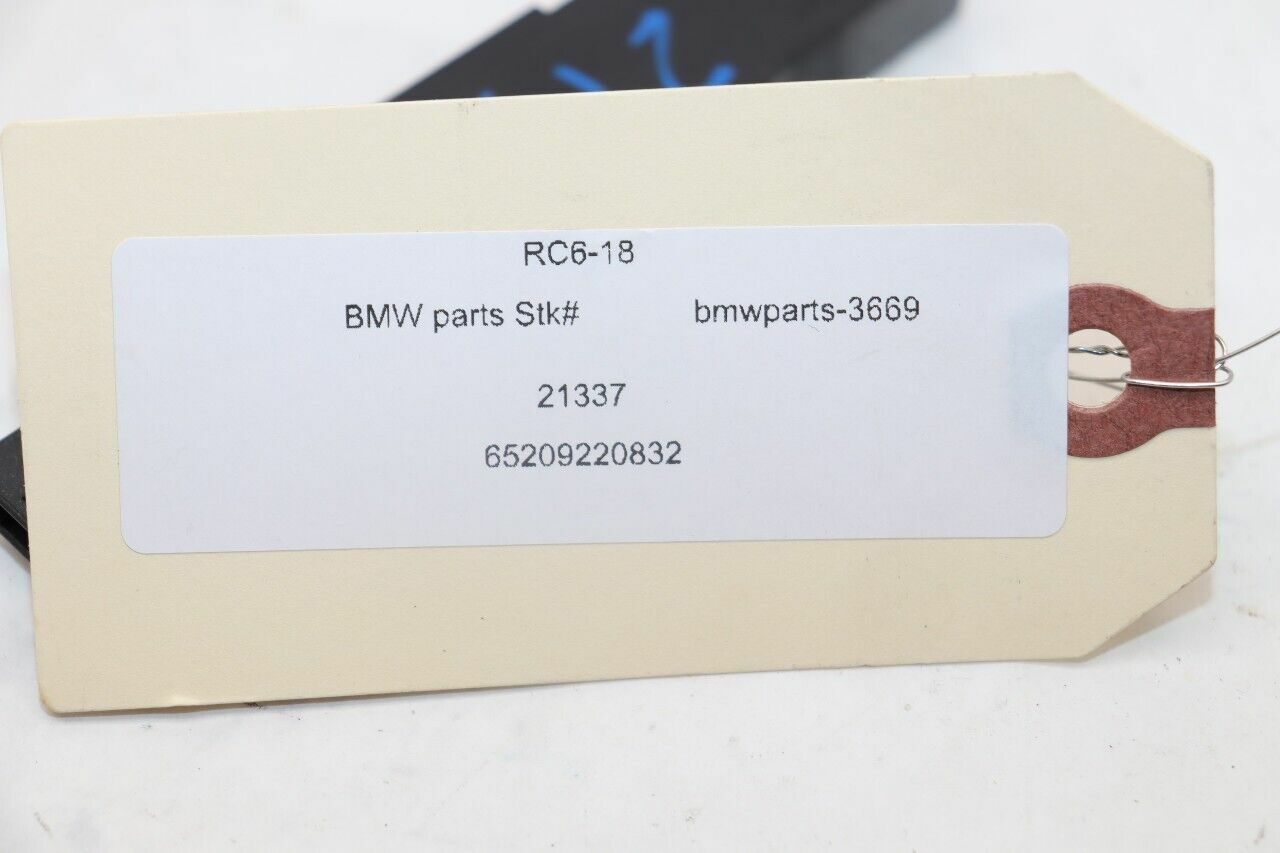 RC6-18
BMW parts Stk# bmwparts-3669
21337
65209220832